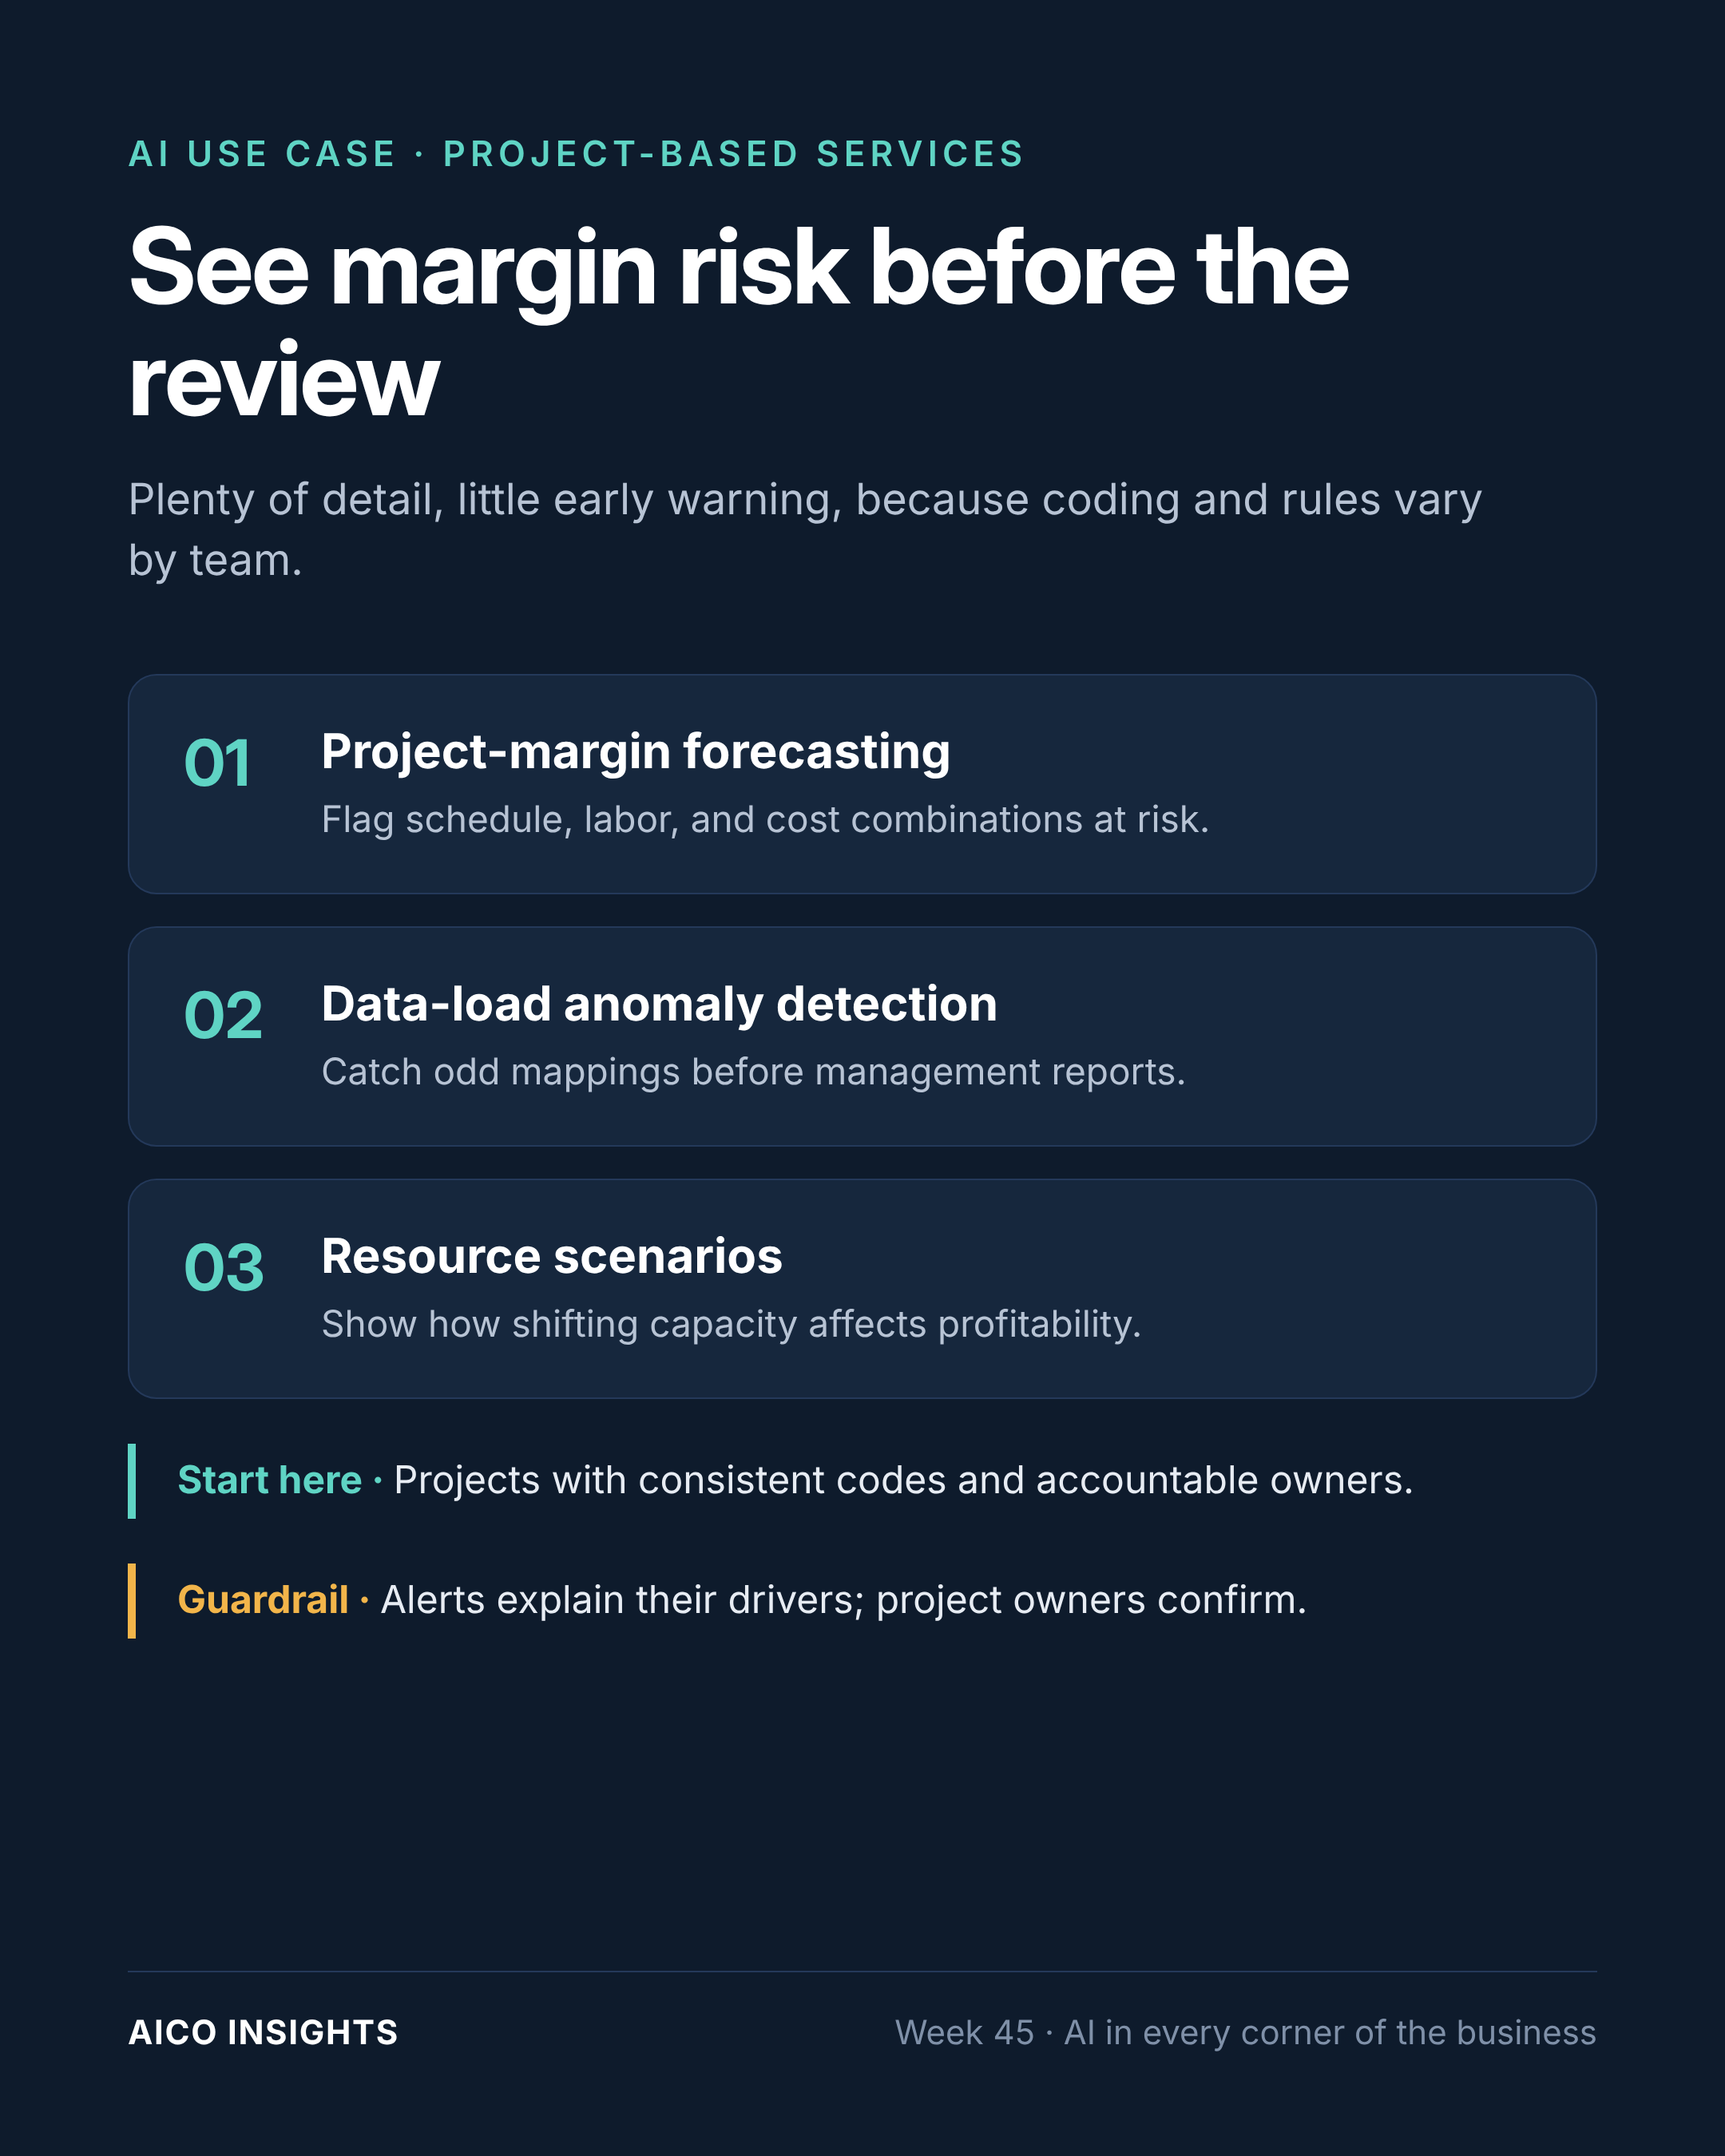 AI USE CASE · PROJECT-BASED SERVICES
See margin risk before the
review
Plenty of detail, little early warning, because coding and rules vary
by team.
01
Project-margin forecasting
Flag schedule, labor, and cost combinations at risk.
02
Data-load anomaly detection
Catch odd mappings before management reports.
03
Resource scenarios
Show how shifting capacity affects profitability.
Start here · Projects with consistent codes and accountable owners.
Guardrail · Alerts explain their drivers; project owners confirm.
AICO INSIGHTS
Week 45 · AI in every corner of the business